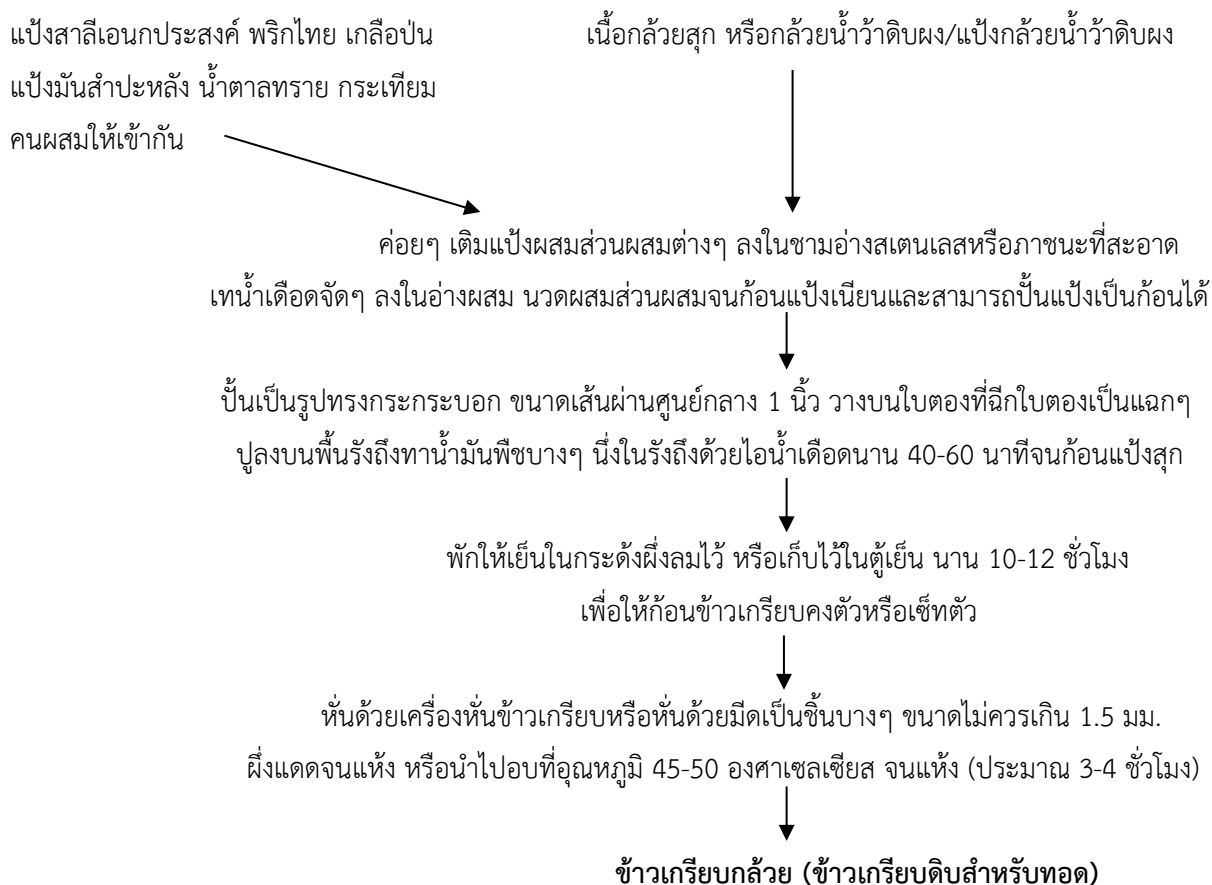 แป้งสาลีเอนกประสงค์ พริกไทย เกลือป่น
แป้งมันสำปะหลัง น้ำตาลทราย กระเทียม
คนผสมให้เข้ากัน
เนื้อกล้วยสุก หรือกล้วยน้ำว้าดิบผง/แป้งกล้วยน้ำว้าดิบผง
ค่อยๆ เติมแป้งผสมส่วนผสมต่างๆ ลงในชามอ่างสเตนเลสหรือภาชนะที่สะอาด
เทน้ำเดือดจัดๆ ลงในอ่างผสม นวดผสมส่วนผสมจนก้อนแป้งเนียนและสามารถปั้นแป้งเป็นก้อนได้
ปั้นเป็นรูปทรงกระกระบอก ขนาดเส้นผ่านศูนย์กลาง 1 นิ้ว วางบนใบตองที่ฉีกใบตองเป็นแฉกๆ
ปูลงบนพื้นรังถึงทาน้ำมันพืชบางๆ นึ่งในรังถึงด้วยไอน้ำเดือดนาน 40-60 นาทีจนก้อนแป้งสุก
พักให้เย็นในกระด้งผึ่งลมไว้ หรือเก็บไว้ในตู้เย็น นาน 10-12 ชั่วโมง
เพื่อให้ก้อนข้าวเกรียบคงตัวหรือเซ็ทตัว
หั่นด้วยเครื่องหั่นข้าวเกรียบหรือหั่นด้วยมีดเป็นชิ้นบางๆ ขนาดไม่ควรเกิน 1.5 มม.
ผึ่งแดดจนแห้ง หรือนำไปอบที่อุณหภูมิ 45-50 องศาเซลเซียส จนแห้ง (ประมาณ 3-4 ชั่วโมง)
ข้าวเกรียบกล้วย (ข้าวเกรียบดิบสำหรับทอด)